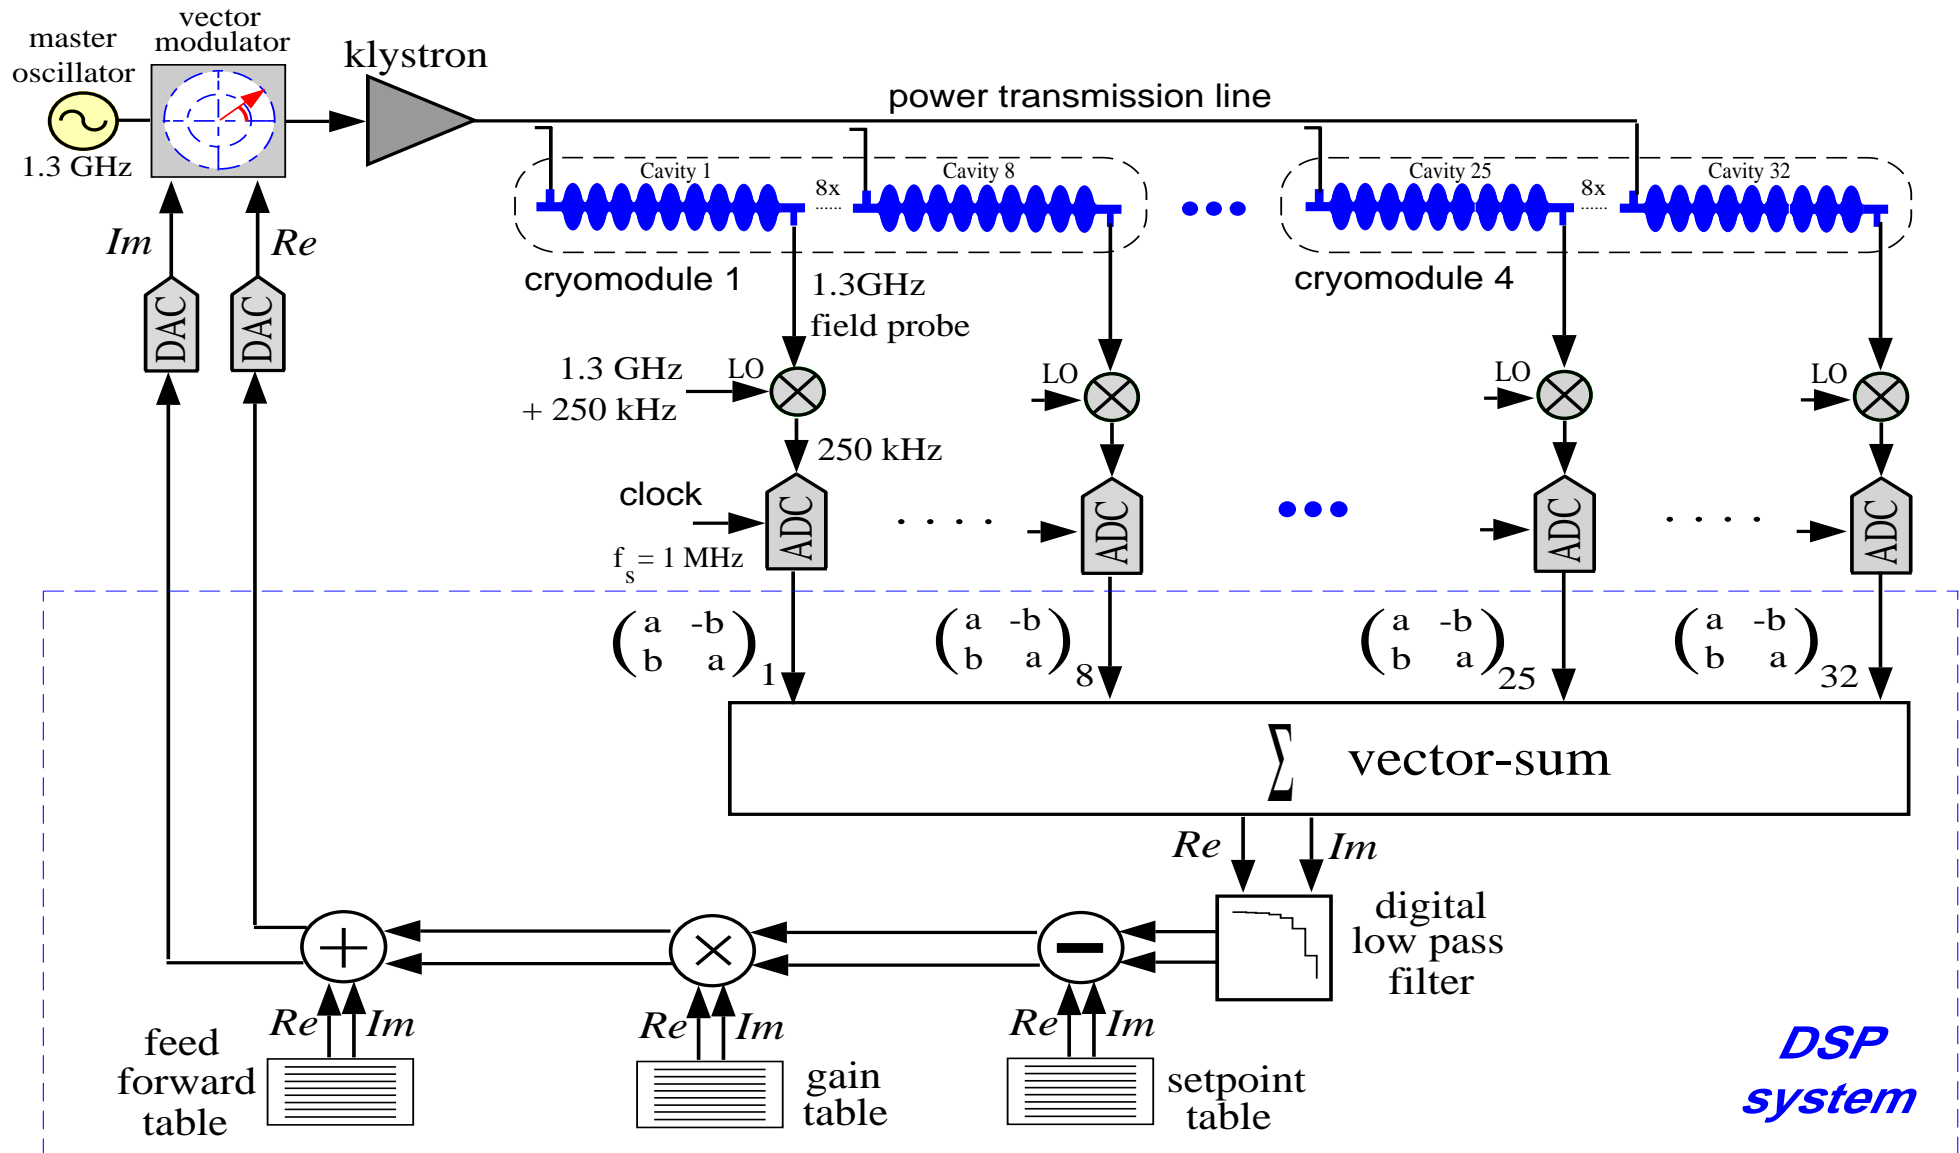 master
oscillator
1.3 GHz
vector
modulator
klystron
power transmission line
Cavity 1
8x
......
Cavity 8
Cavity 25
8x
......
Cavity 32
cryomodule 1
cryomodule 4
Im
Re
DAC
DAC
1.3GHz
field probe
1.3 GHz
+ 250 kHz
LO
LO
LO
LO
250 kHz
clock
f_s = 1 MHz
ADC
. . . .
ADC
ADC
. . . .
ADC
(a -b
b a)1
(a -b
b a)8
(a -b
b a)25
(a -b
b a)32
Σ vector-sum
Re
Im
digital
low pass
filter
+
×
−
Re
Im
Re
Im
Re
Im
feed
forward
table
gain
table
setpoint
table
DSP
system